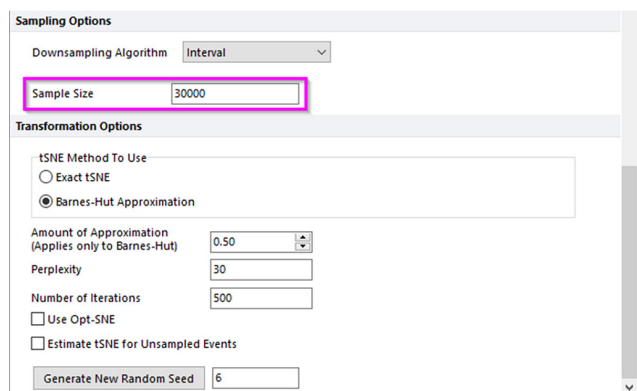 Sampling Options
Downsampling Algorithm Interval
Sample Size 30000
Transformation Options
tSNE Method To Use
Exact tSNE
Barnes-Hut Approximation
Amount of Approximation
(Applies only to Barnes-Hut) 0.50
Perplexity 30
Number of Iterations 500
Use Opt-SNE
Estimate tSNE for Unsampled Events
Generate New Random Seed 6